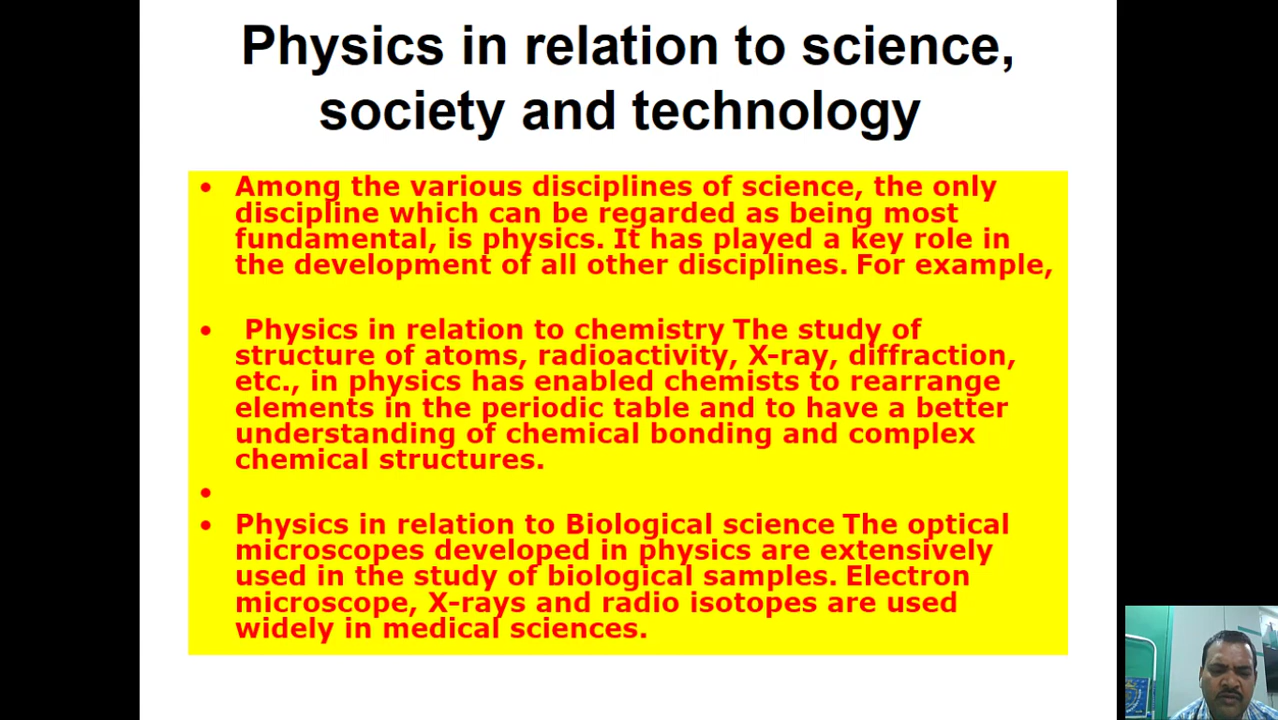 Physics in relation to science,
society and technology
• Among the various disciplines of science, the only
discipline which can be regarded as being most
fundamental, is physics. It has played a key role in
the development of all other disciplines. For example,
• Physics in relation to chemistry The study of
structure of atoms, radioactivity, X-ray, diffraction,
etc., in physics has enabled chemists to rearrange
elements in the periodic table and to have a better
understanding of chemical bonding and complex
chemical structures.
•
• Physics in relation to Biological science The optical
microscopes developed in physics are extensively
used in the study of biological samples. Electron
microscope, X-rays and radio isotopes are used
widely in medical sciences.